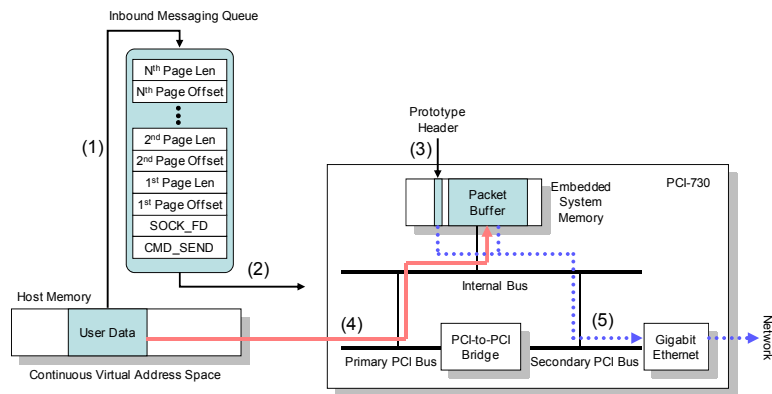 Inbound Messaging Queue
Nth Page Len
Nth Page Offset
2nd Page Len
2nd Page Offset
1st Page Len
1st Page Offset
SOCK_FD
CMD_SEND
(1)
(2)
Prototype
Header
(3)
PCI-730
Packet
Buffer
Embedded
System
Memory
Internal Bus
Host Memory
User Data
Continuous Virtual Address Space
(4)
(5)
PCI-to-PCI
Bridge
Primary PCI Bus
Secondary PCI Bus
Gigabit
Ethernet
Network